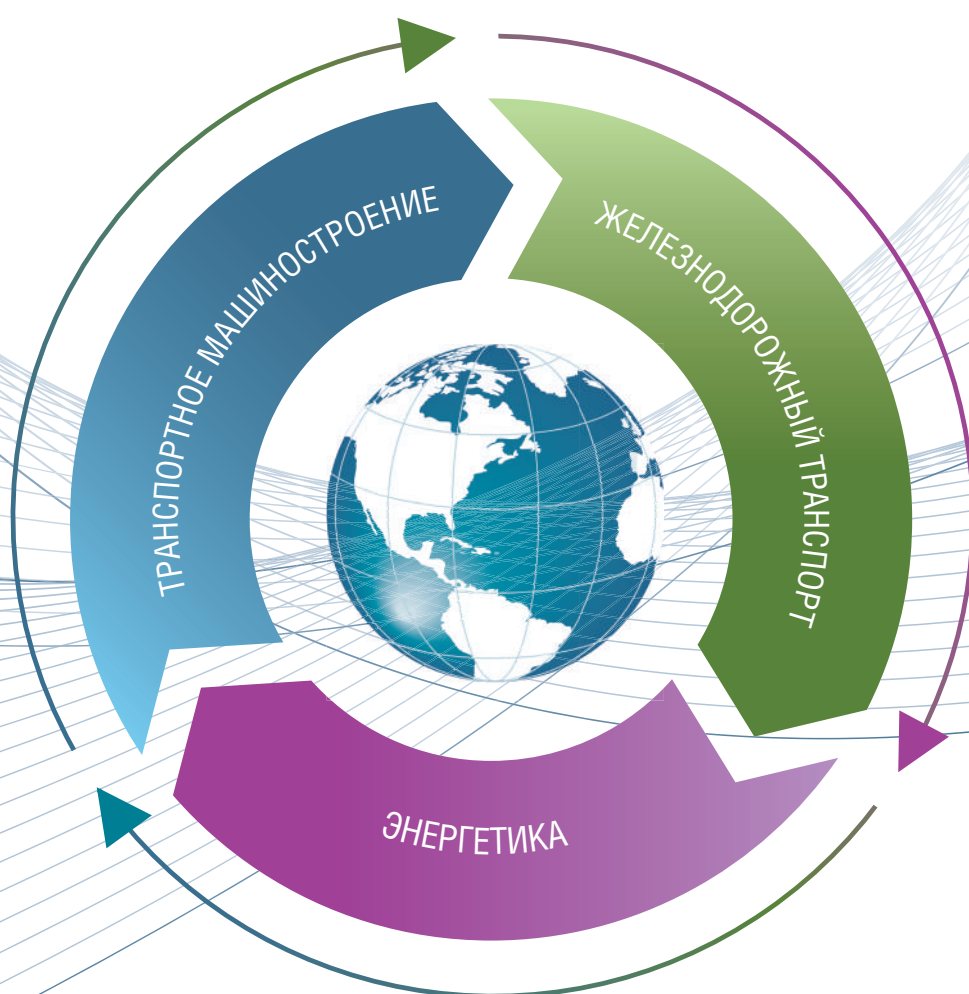 ТРАНСПОРТНОЕ МАШИНОСТРОЕНИЕ
ЖЕЛЕЗНОДОРОЖНЫЙ ТРАНСПОРТ
ЭНЕРГЕТИКА